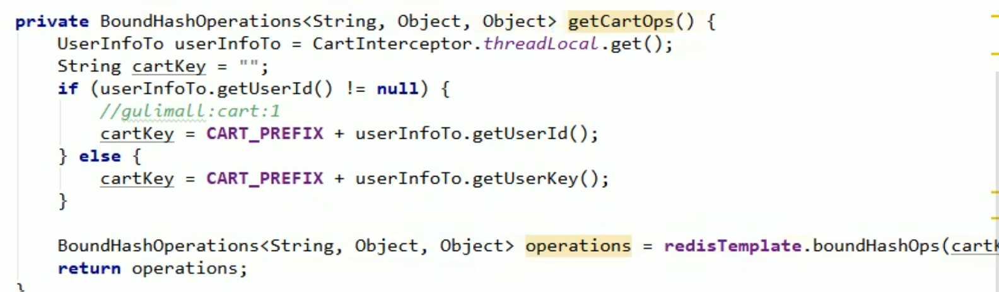 private BoundHashOperations<String, Object, Object> getCartOps() {
UserInfoTo userInfoTo = CartInterceptor.threadLocal.get();
String cartKey = "";
if (userInfoTo.getUserId() != null) {
//gulimall:cart:1
cartKey = CART_PREFIX + userInfoTo.getUserId();
} else {
cartKey = CART_PREFIX + userInfoTo.getUserKey();
}
BoundHashOperations<String, Object, Object> operations = redisTemplate.boundHashOps(cartK
return operations;
}